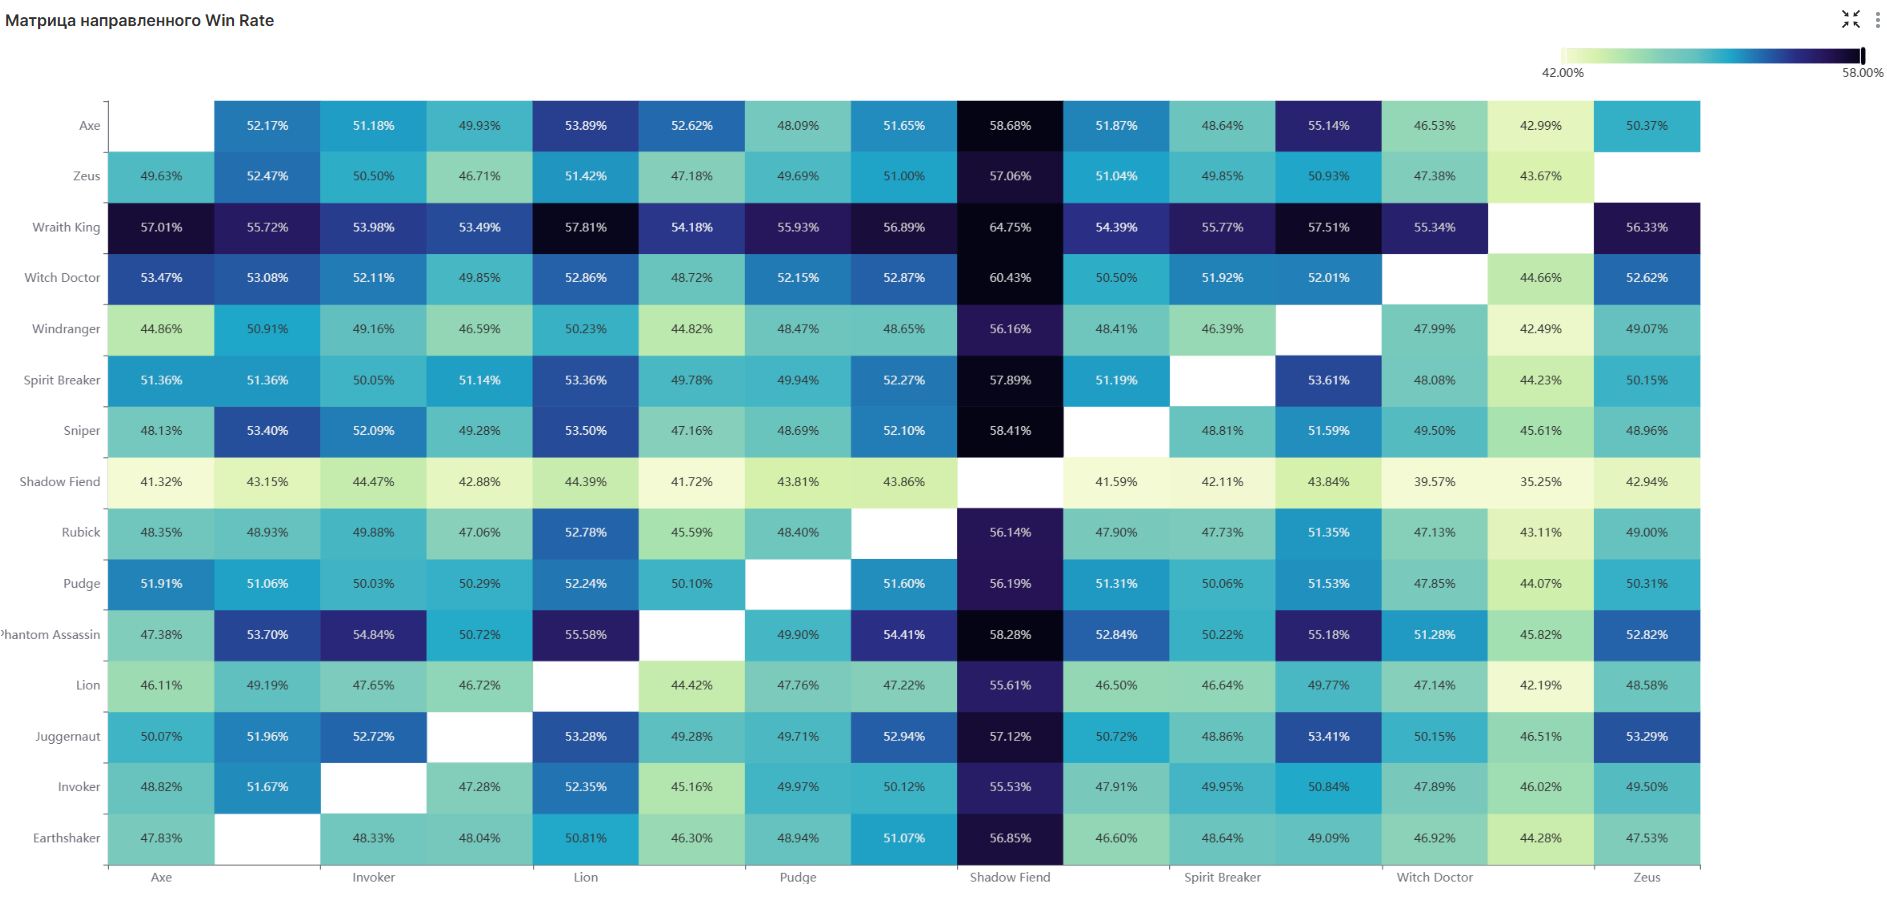 Матрица направленного Win Rate
42.00% 58.00%
Axe 52.17% 51.18% 49.93% 53.89% 52.62% 48.09% 51.65% 58.68% 51.87% 48.64% 55.14% 46.53% 42.99% 50.37%
Zeus 49.63% 52.47% 50.50% 46.71% 51.42% 47.18% 49.69% 51.00% 57.06% 51.04% 49.85% 50.93% 47.38% 43.67%
Wraith King 57.01% 55.72% 53.98% 53.49% 57.81% 54.18% 55.93% 56.89% 64.75% 54.39% 55.77% 57.51% 55.34% 56.33%
Witch Doctor 53.47% 53.08% 52.11% 49.85% 52.86% 48.72% 52.15% 52.87% 60.43% 50.50% 51.92% 52.01% 44.66% 52.62%
Windranger 44.86% 50.91% 49.16% 46.59% 50.23% 44.82% 48.47% 48.65% 56.16% 48.41% 46.39% 47.99% 42.49% 49.07%
Spirit Breaker 51.36% 51.36% 50.05% 51.14% 53.36% 49.78% 49.94% 52.27% 57.89% 51.19% 53.61% 48.08% 44.23% 50.15%
Sniper 48.13% 53.40% 52.09% 49.28% 53.50% 47.16% 48.69% 52.10% 58.41% 48.81% 51.59% 49.50% 45.61% 48.96%
Shadow Fiend 41.32% 43.15% 44.47% 42.88% 44.39% 41.72% 43.81% 43.86% 41.59% 42.11% 43.84% 39.57% 35.25% 42.94%
Rubick 48.35% 48.93% 49.88% 47.06% 52.78% 45.59% 48.40% 56.14% 47.90% 47.73% 51.35% 47.13% 43.11% 49.00%
Pudge 51.91% 51.06% 50.03% 50.29% 52.24% 50.10% 51.60% 56.19% 51.31% 50.06% 51.53% 47.85% 44.07% 50.31%
Phantom Assassin 47.38% 53.70% 54.84% 50.72% 55.58% 49.90% 54.41% 58.28% 52.84% 50.22% 55.18% 51.28% 45.82% 52.82%
Lion 46.11% 49.19% 47.65% 46.72% 44.42% 47.76% 47.22% 55.61% 46.50% 46.64% 49.77% 47.14% 42.19% 48.58%
Juggernaut 50.07% 51.96% 52.72% 53.28% 49.28% 49.71% 52.94% 57.12% 50.72% 48.86% 53.41% 50.15% 46.51% 53.29%
Invoker 48.82% 51.67% 47.28% 52.35% 45.16% 49.97% 50.12% 55.53% 47.91% 49.95% 50.84% 47.89% 46.02% 49.50%
Earthshaker 47.83% 48.33% 48.04% 50.81% 46.30% 48.94% 51.07% 56.85% 46.60% 48.64% 49.09% 46.92% 44.28% 47.53%
Axe Invoker Lion Pudge Shadow Fiend Spirit Breaker Witch Doctor Zeus